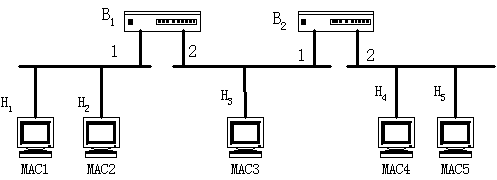 B1 B2
1 2 1 2
H1 H2 H3 H4 H5
MAC1 MAC2 MAC3 MAC4 MAC5